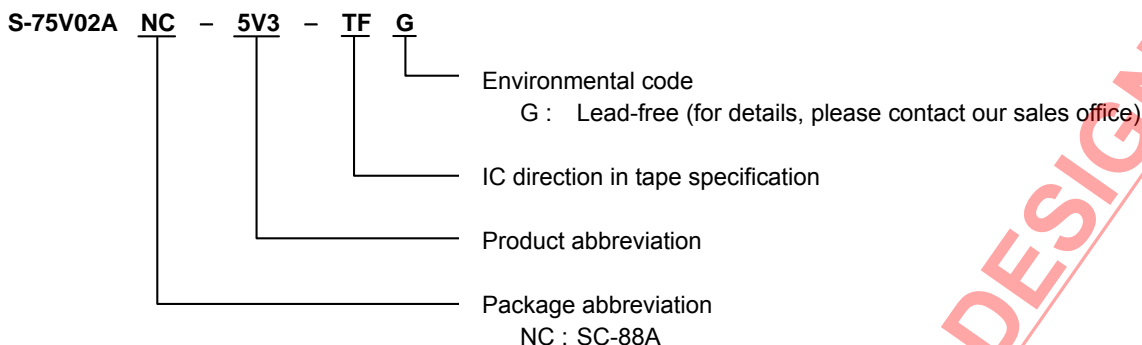 S-75V02A NC – 5V3 – TF G
Environmental code
G : Lead-free (for details, please contact our sales office)
IC direction in tape specification
Product abbreviation
Package abbreviation
NC : SC-88A
DESIGN